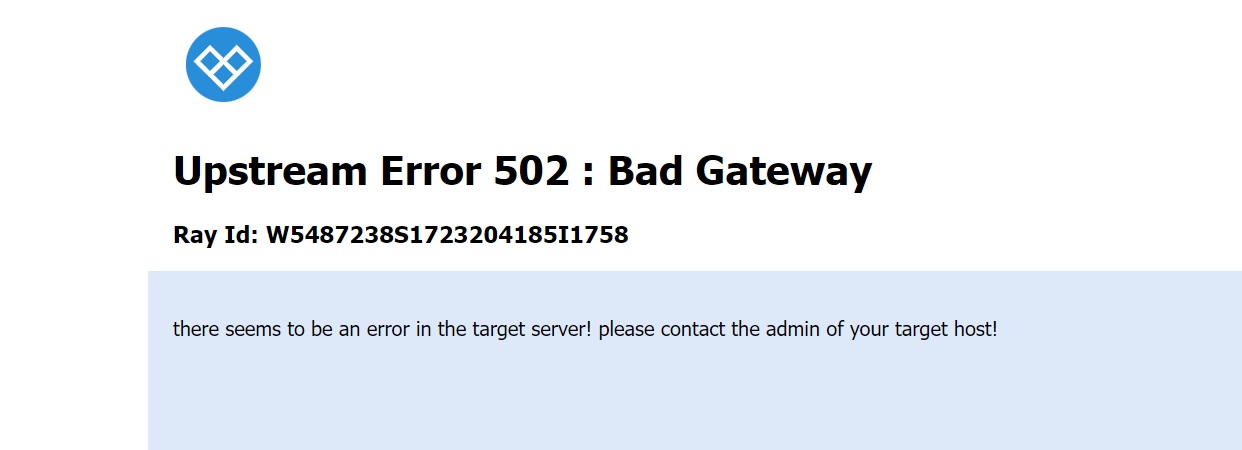 Upstream Error 502 : Bad Gateway
Ray Id: W5487238S1723204185I1758
there seems to be an error in the target server! please contact the admin of your target host!